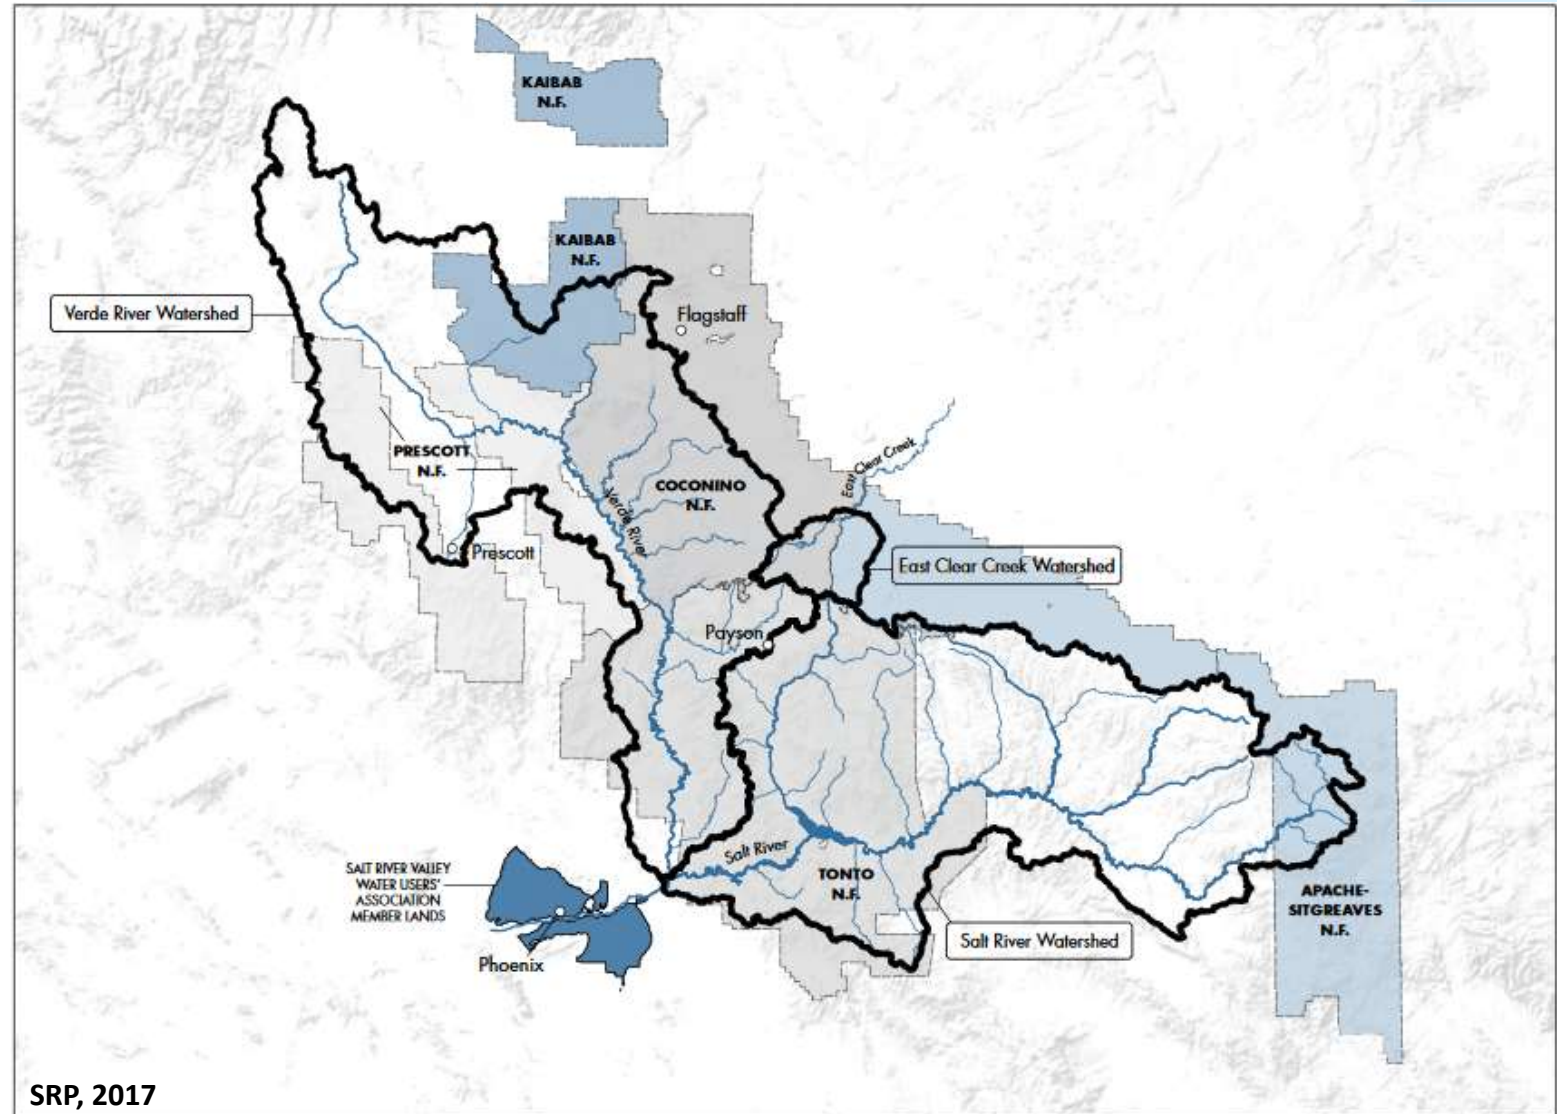 KAIBAB
N.F.
KAIBAB
N.F.
Verde River Watershed
Flagstaff
PRESCOTT
N.F.
East Clear Creek
COCONINO
N.F.
Verde River
Prescott
East Clear Creek Watershed
Payson
Salt River
SALT RIVER VALLEY
WATER USERS'
ASSOCIATION
MEMBER LANDS
TONTO
N.F.
APACHE-
SITGREAVES
N.F.
Salt River Watershed
Phoenix
SRP, 2017